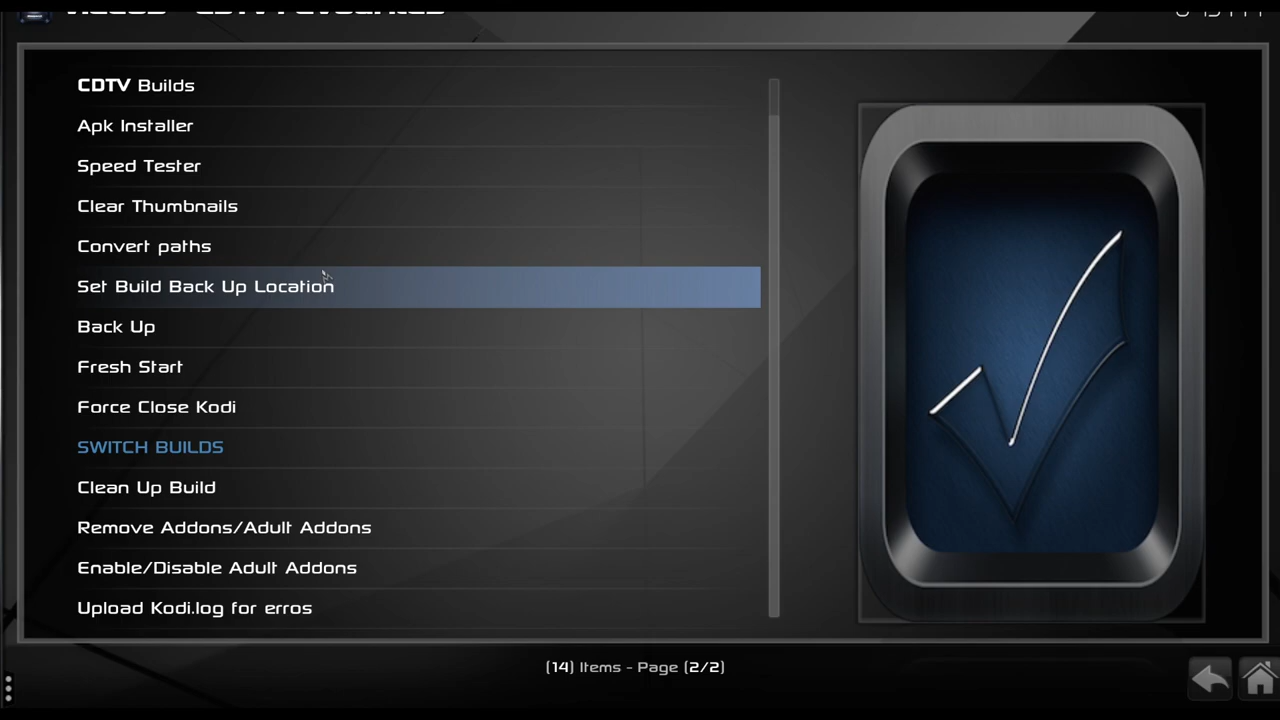 CDTV Builds
Apk Installer
Speed Tester
Clear Thumbnails
Convert paths
Set Build Back Up Location
Back Up
Fresh Start
Force Close Kodi
SWITCH BUILDS
Clean Up Build
Remove Addons/Adult Addons
Enable/Disable Adult Addons
Upload Kodi.log for erros
(14) Items - Page (2/2)